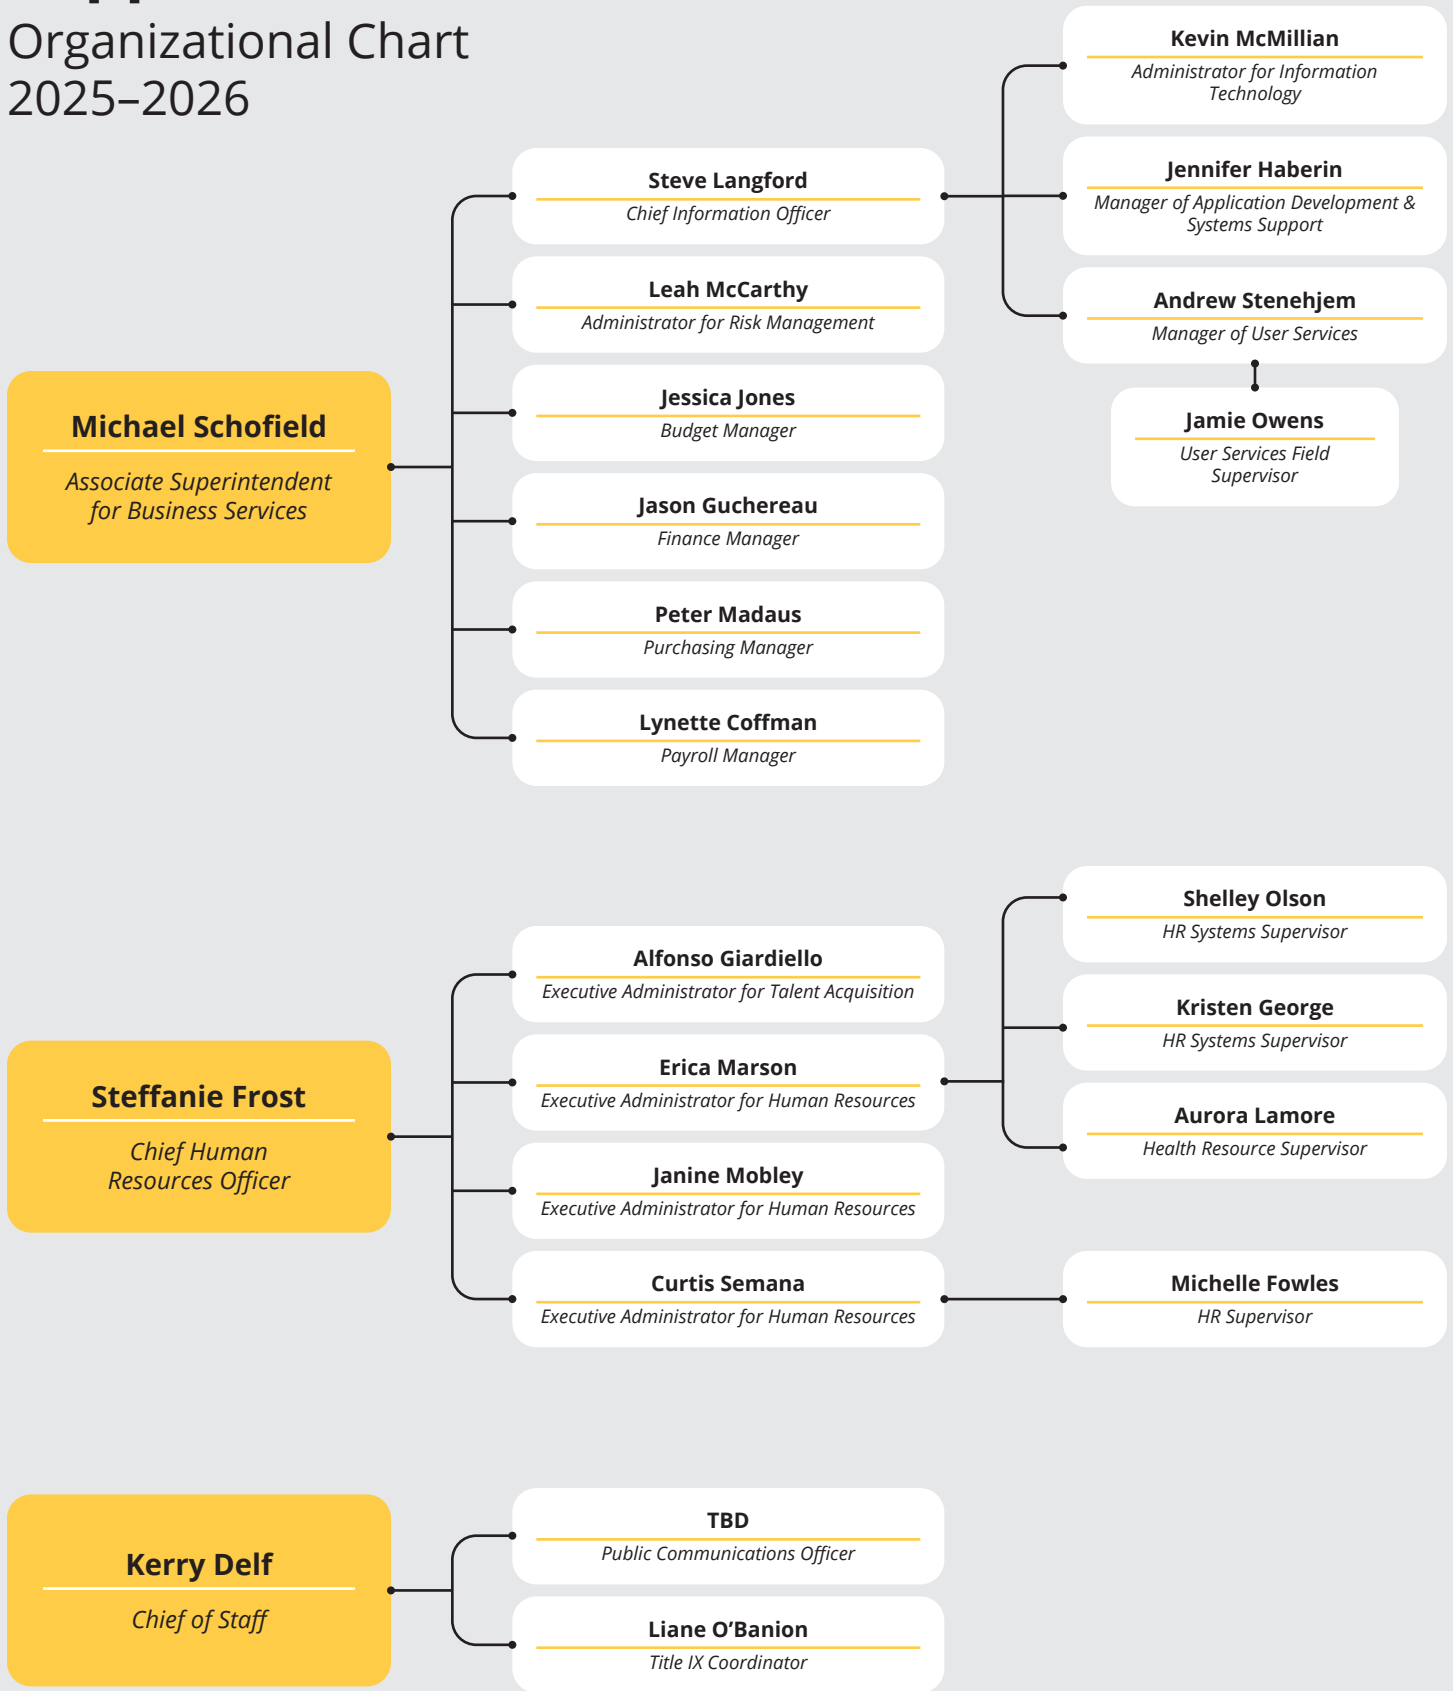 Organizational Chart
2025–2026
Michael Schofield
Associate Superintendent
for Business Services
Steve Langford
Chief Information Officer
Leah McCarthy
Administrator for Risk Management
Jessica Jones
Budget Manager
Jason Guchereau
Finance Manager
Peter Madaus
Purchasing Manager
Lynette Coffman
Payroll Manager
Kevin McMillian
Administrator for Information
Technology
Jennifer Haberin
Manager of Application Development &
Systems Support
Andrew Stenehjem
Manager of User Services
Jamie Owens
User Services Field
Supervisor
Steffanie Frost
Chief Human
Resources Officer
Alfonso Giardiello
Executive Administrator for Talent Acquisition
Erica Marson
Executive Administrator for Human Resources
Janine Mobley
Executive Administrator for Human Resources
Curtis Semana
Executive Administrator for Human Resources
Shelley Olson
HR Systems Supervisor
Kristen George
HR Systems Supervisor
Aurora Lamore
Health Resource Supervisor
Michelle Fowles
HR Supervisor
Kerry Delf
Chief of Staff
TBD
Public Communications Officer
Liane O’Banion
Title IX Coordinator